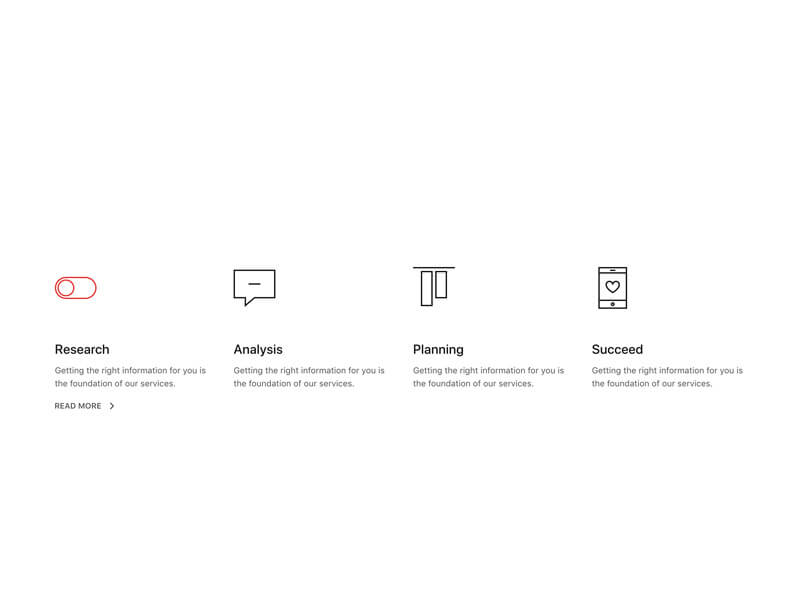 Research
Getting the right information for you is
the foundation of our services.
READ MORE
Analysis
Getting the right information for you is
the foundation of our services.
Planning
Getting the right information for you is
the foundation of our services.
Succeed
Getting the right information for you is
the foundation of our services.